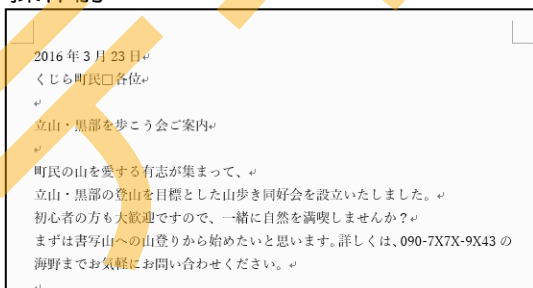 2016年3月23日↵
くじら町民□各位↵
↵
立山・黒部を歩こう会ご案内↵
↵
町民の山を愛する有志が集まって、↵
立山・黒部の登山を目標とした山歩き同好会を設立いたしました。↵
初心者の方も大歓迎ですので、一緒に自然を満喫しませんか？↵
まずは書写山への山登りから始めたいと思います。詳しくは、090-7X7X-9X43の
海野までお気軽にお問い合わせください。↵
↵